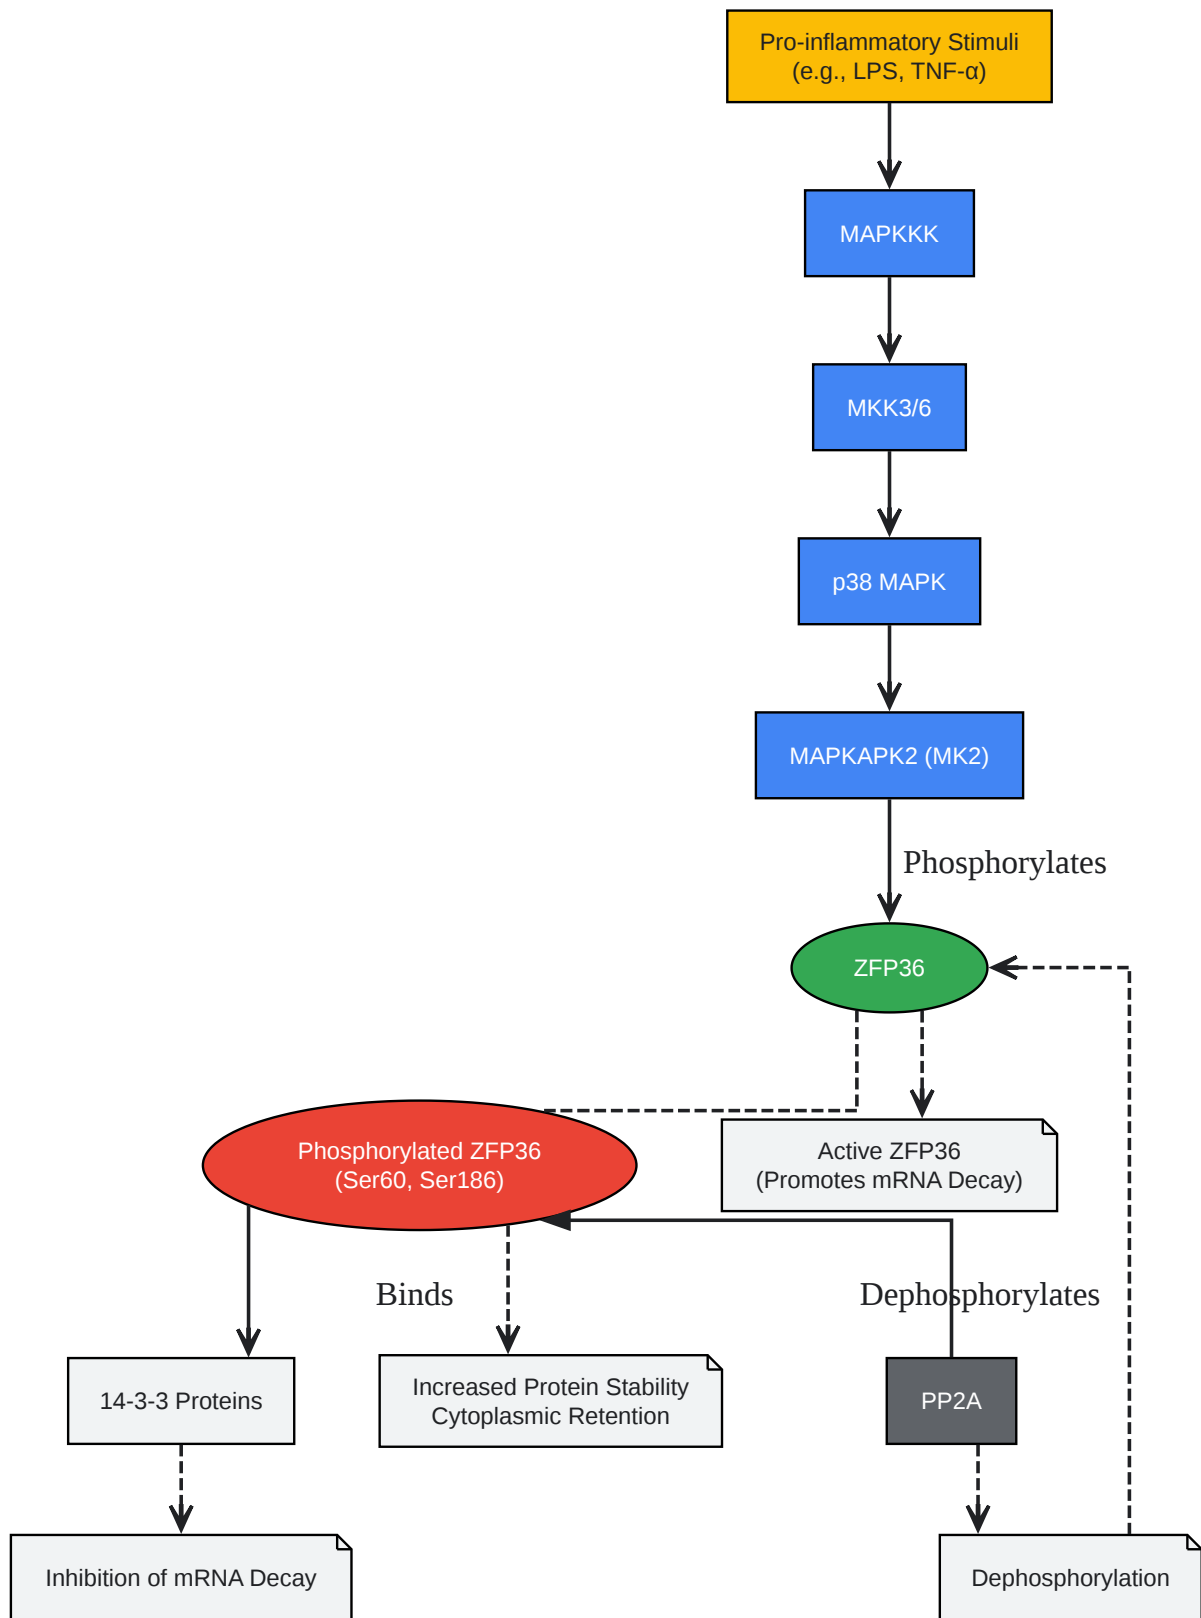 Pro-inflammatory Stimuli
(e.g., LPS, TNF-α)
MAPKKK
MKK3/6
p38 MAPK
MAPKAPK2 (MK2)
Phosphorylates
ZFP36
Phosphorylated ZFP36
(Ser60, Ser186)
Active ZFP36
(Promotes mRNA Decay)
Binds
Dephosphorylates
14-3-3 Proteins
Increased Protein Stability
Cytoplasmic Retention
PP2A
Inhibition of mRNA Decay
Dephosphorylation